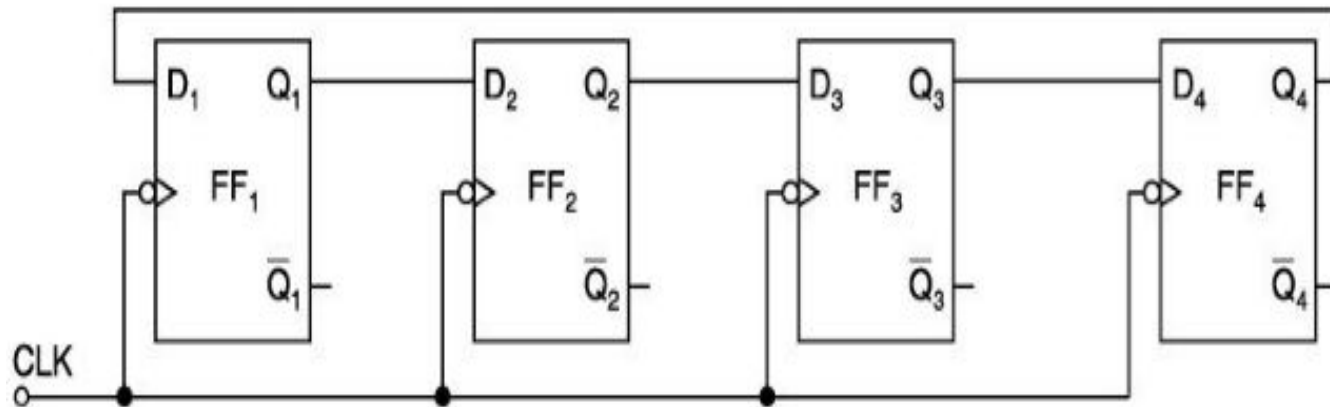 D₁ Q₁ D₂ Q₂ D₃ Q₃ D₄ Q₄
FF₁ FF₂ FF₃ FF₄
Q̅₁ Q̅₂ Q̅₃ Q̅₄
CLK